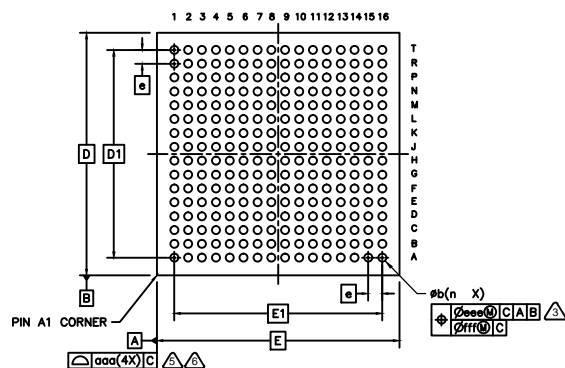 1 2 3 4 5 6 7 8 9 10 11 12 13 14 15 16
T
R
P
N
M
L
K
J
H
G
F
E
D
C
B
A
e
D
D1
B
PIN A1 CORNER
A
E1
E
e
øb(n X)
Øeee Ⓜ C A B 3
Øfff Ⓜ C
aaa(4X) C 5 6